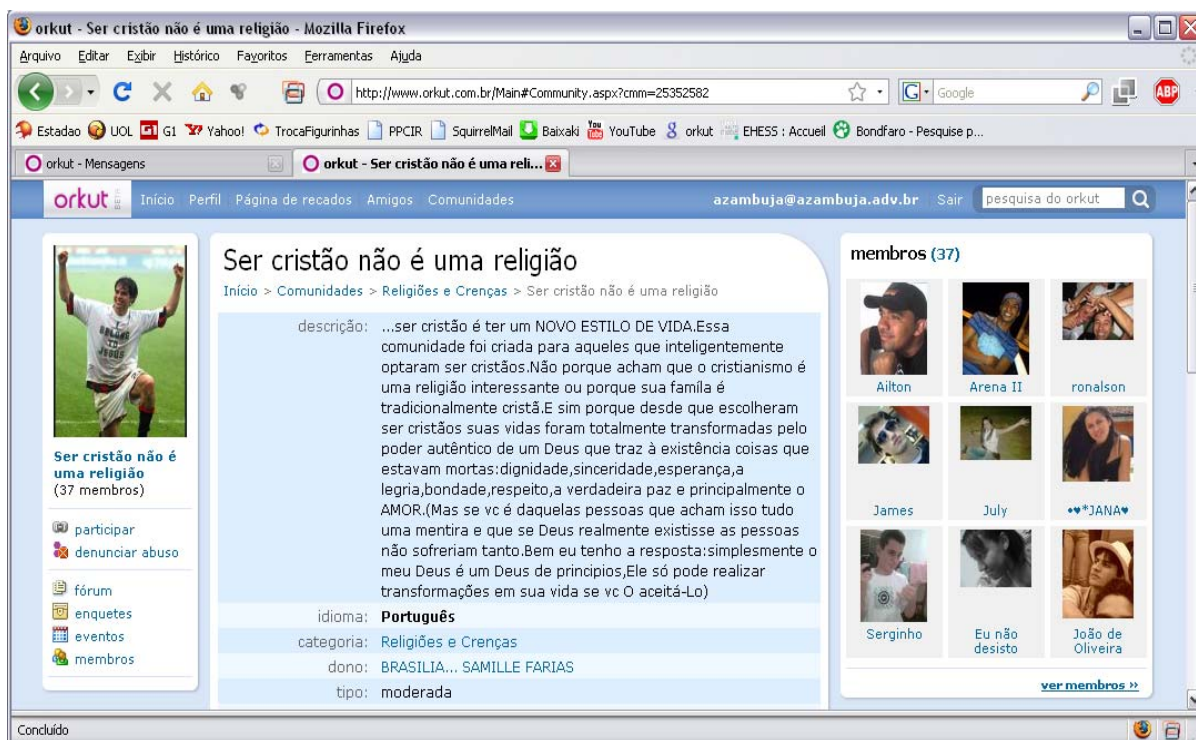 orkut - Ser cristão não é uma religião - Mozilla Firefox
Arquivo Editar Exibir Histórico Favoritos Ferramentas Ajuda
http://www.orkut.com.br/Main#Community.aspx?cmm=25352582 G Google ABP
Estadao UOL G1 Yahoo! TrocaFigurinhas PPCIR SquirrelMail Baixaki YouTube orkut EHESS : Accueil Bondfaro - Pesquise p...
orkut - Mensagens orkut - Ser cristão não é uma reli...
orkut BETA Início Perfil Página de recados Amigos Comunidades azambuja@azambuja.adv.br Sair pesquisa do orkut
I BELONG TO JESUS
Ser cristão não é
uma religião
(37 membros)
participar
denunciar abuso
fórum
enquetes
eventos
membros
Ser cristão não é uma religião
Início > Comunidades > Religiões e Crenças > Ser cristão não é uma religião
descrição: ...ser cristão é ter um NOVO ESTILO DE VIDA.Essa
comunidade foi criada para aqueles que inteligentemente
optaram ser cristãos.Não porque acham que o cristianismo é
uma religião interessante ou porque sua famíla é
tradicionalmente cristã.E sim porque desde que escolheram
ser cristãos suas vidas foram totalmente transformadas pelo
poder autêntico de um Deus que traz à existência coisas que
estavam mortas:dignidade,sinceridade,esperança,a
legria,bondade,respeito,a verdadeira paz e principalmente o
AMOR.(Mas se vc é daquelas pessoas que acham isso tudo
uma mentira e que se Deus realmente existisse as pessoas
não sofreriam tanto.Bem eu tenho a resposta:simplesmente o
meu Deus é um Deus de principios,Ele só pode realizar
transformações em sua vida se vc O aceitá-Lo)
idioma: Português
categoria: Religiões e Crenças
dono: BRASILIA... SAMILLE FARIAS
tipo: moderada
membros (37)
Ailton Arena II ronalson
James July •♥*JANA♥
Serginho Eu não desisto João de Oliveira
ver membros »
Concluído